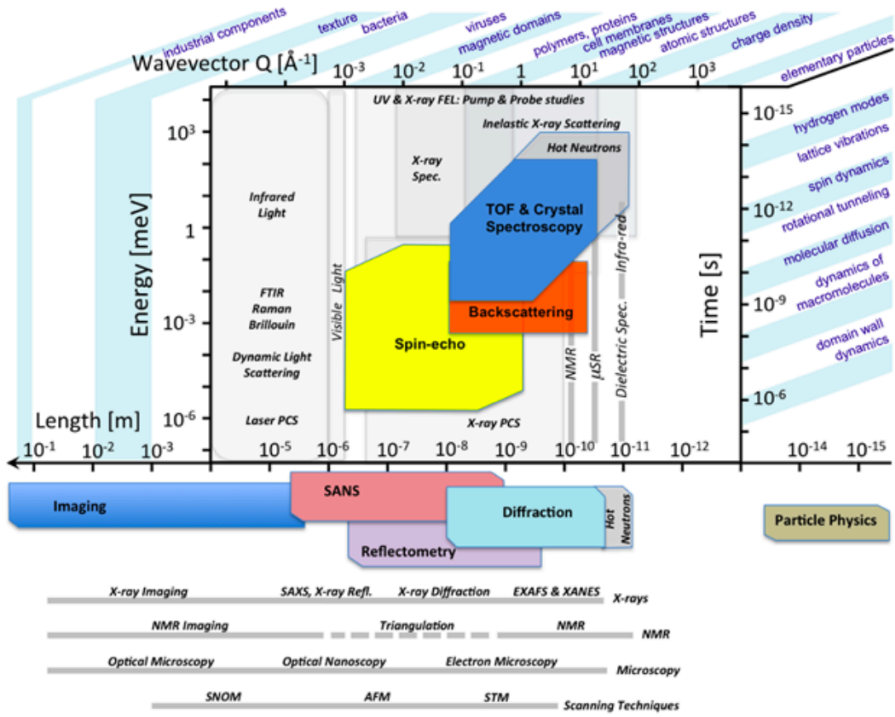 industrial components
texture
bacteria
viruses
magnetic domains
polymers, proteins
cell membranes
magnetic structures
atomic structures
charge density
elementary particles
Wavevector Q [Å⁻¹]
10⁻³ 10⁻² 10⁻¹ 1 10¹ 10² 10³
UV & X-ray FEL: Pump & Probe studies
Inelastic X-ray Scattering
Hot Neutrons
X-ray
Spec.
Infrared
Light
TOF & Crystal
Spectroscopy
Energy [meV]
10³
1
10⁻³
10⁻⁶
FTIR
Raman
Brillouin
Dynamic Light
Scattering
Laser PCS
Visible Light
Spin-echo
Backscattering
X-ray PCS
NMR
μSR
Dielectric Spec.
Infra-red
Time [s]
10⁻¹⁵
10⁻¹²
10⁻⁹
10⁻⁶
hydrogen modes
lattice vibrations
spin dynamics
rotational tunneling
molecular diffusion
dynamics of
macromolecules
domain wall
dynamics
Length [m]
10⁻¹ 10⁻² 10⁻³ 10⁻⁵ 10⁻⁶ 10⁻⁷ 10⁻⁸ 10⁻⁹ 10⁻¹⁰ 10⁻¹¹ 10⁻¹² 10⁻¹⁴ 10⁻¹⁵
Imaging
SANS
Reflectometry
Diffraction
Hot
Neutrons
Particle Physics
X-ray Imaging SAXS, X-ray Refl. X-ray Diffraction EXAFS & XANES X-rays
NMR Imaging Triangulation NMR NMR
Optical Microscopy Optical Nanoscopy Electron Microscopy Microscopy
SNOM AFM STM Scanning Techniques